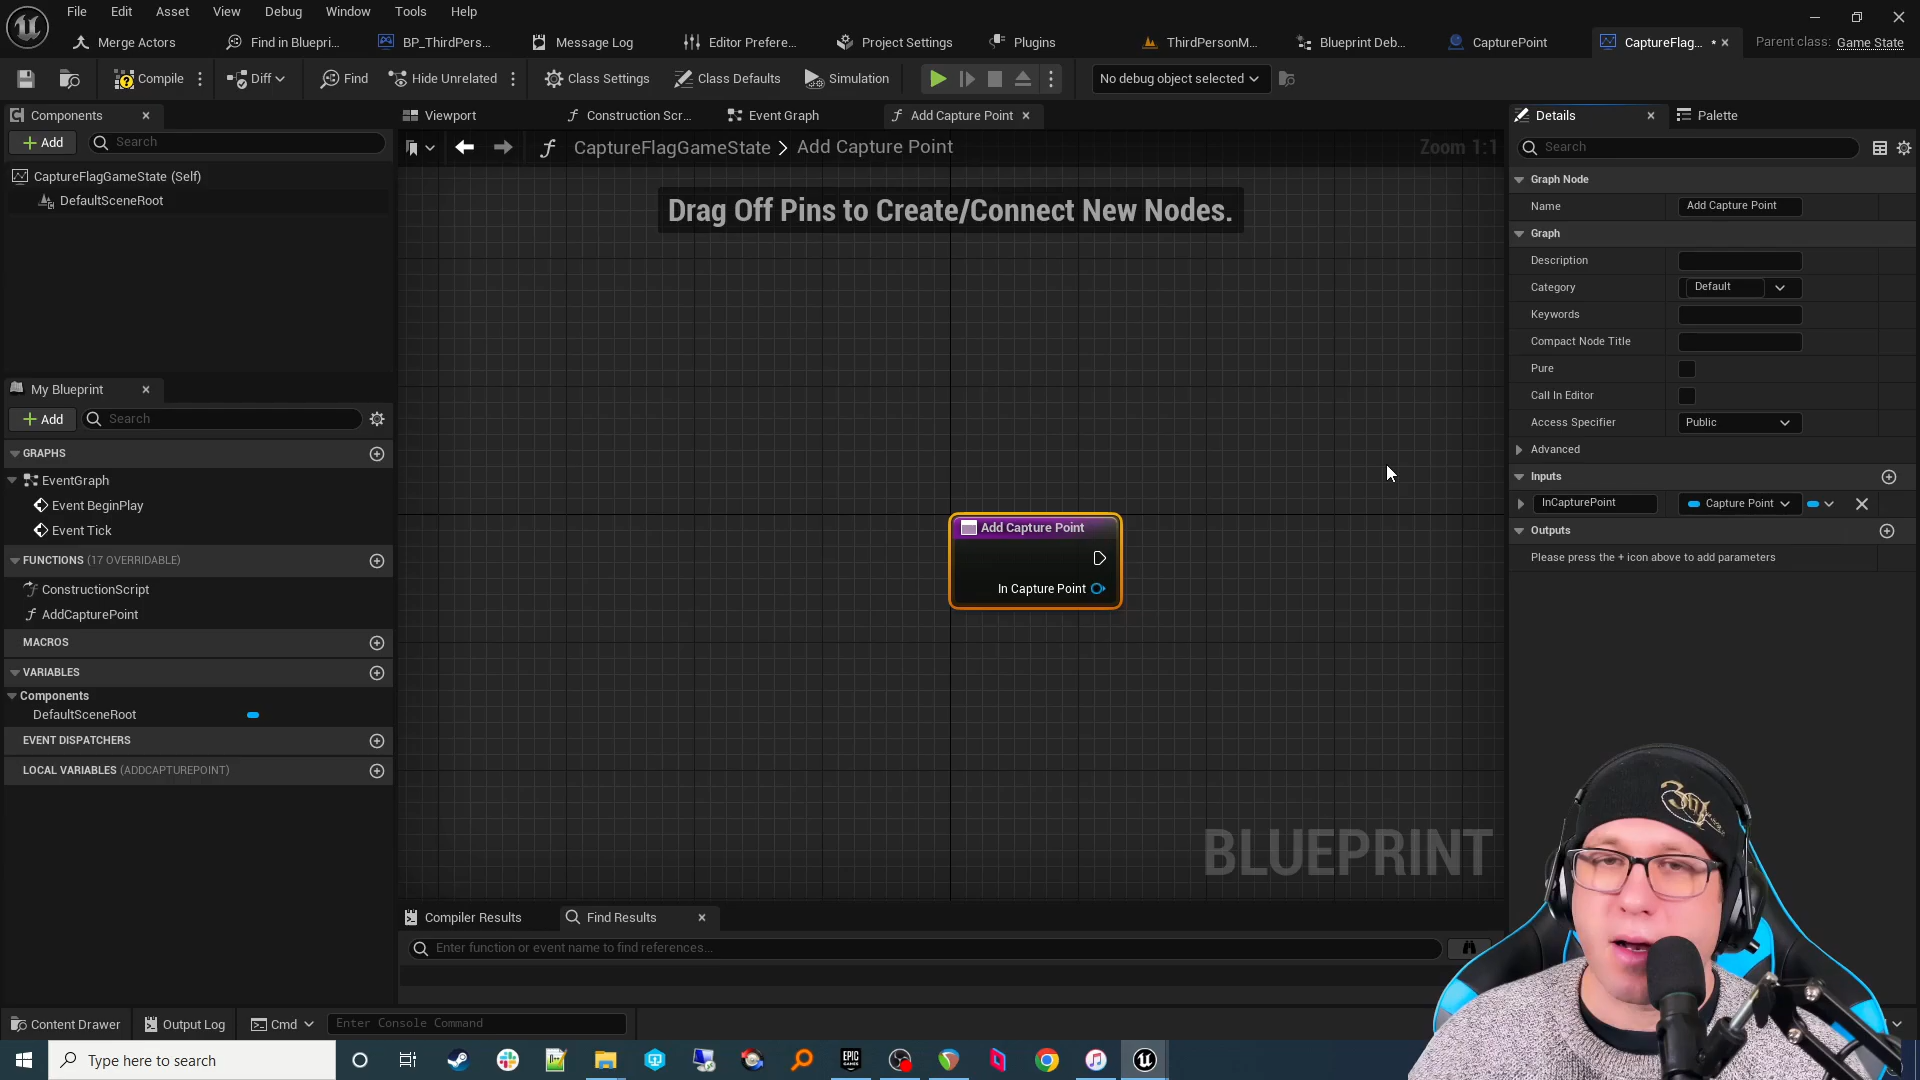 File Edit Asset View Debug Window Tools Help
Merge Actors Find in Bluepri... BP_ThirdPers... Message Log Editor Prefere... Project Settings Plugins ThirdPersonM... Blueprint Deb... CapturePoint CaptureFlag... • Parent class: Game State
Compile Diff Find Hide Unrelated Class Settings Class Defaults Simulation No debug object selected
Components
Add Search
CaptureFlagGameState (Self)
DefaultSceneRoot
My Blueprint
Add Search
GRAPHS
EventGraph
Event BeginPlay
Event Tick
FUNCTIONS (17 OVERRIDABLE)
ConstructionScript
AddCapturePoint
MACROS
VARIABLES
Components
DefaultSceneRoot
EVENT DISPATCHERS
LOCAL VARIABLES (ADDCAPTUREPOINT)
Viewport Construction Scr... Event Graph Add Capture Point
CaptureFlagGameState > Add Capture Point Zoom 1:1
Drag Off Pins to Create/Connect New Nodes.
Add Capture Point
In Capture Point
BLUEPRINT
Compiler Results Find Results
Enter function or event name to find references...
Details Palette
Search
Graph Node
Name Add Capture Point
Graph
Description
Category Default
Keywords
Compact Node Title
Pure
Call In Editor
Access Specifier Public
Advanced
Inputs
InCapturePoint Capture Point
Outputs
Please press the + icon above to add parameters
Content Drawer Output Log Cmd Enter Console Command
Type here to search
EPIC GAMES